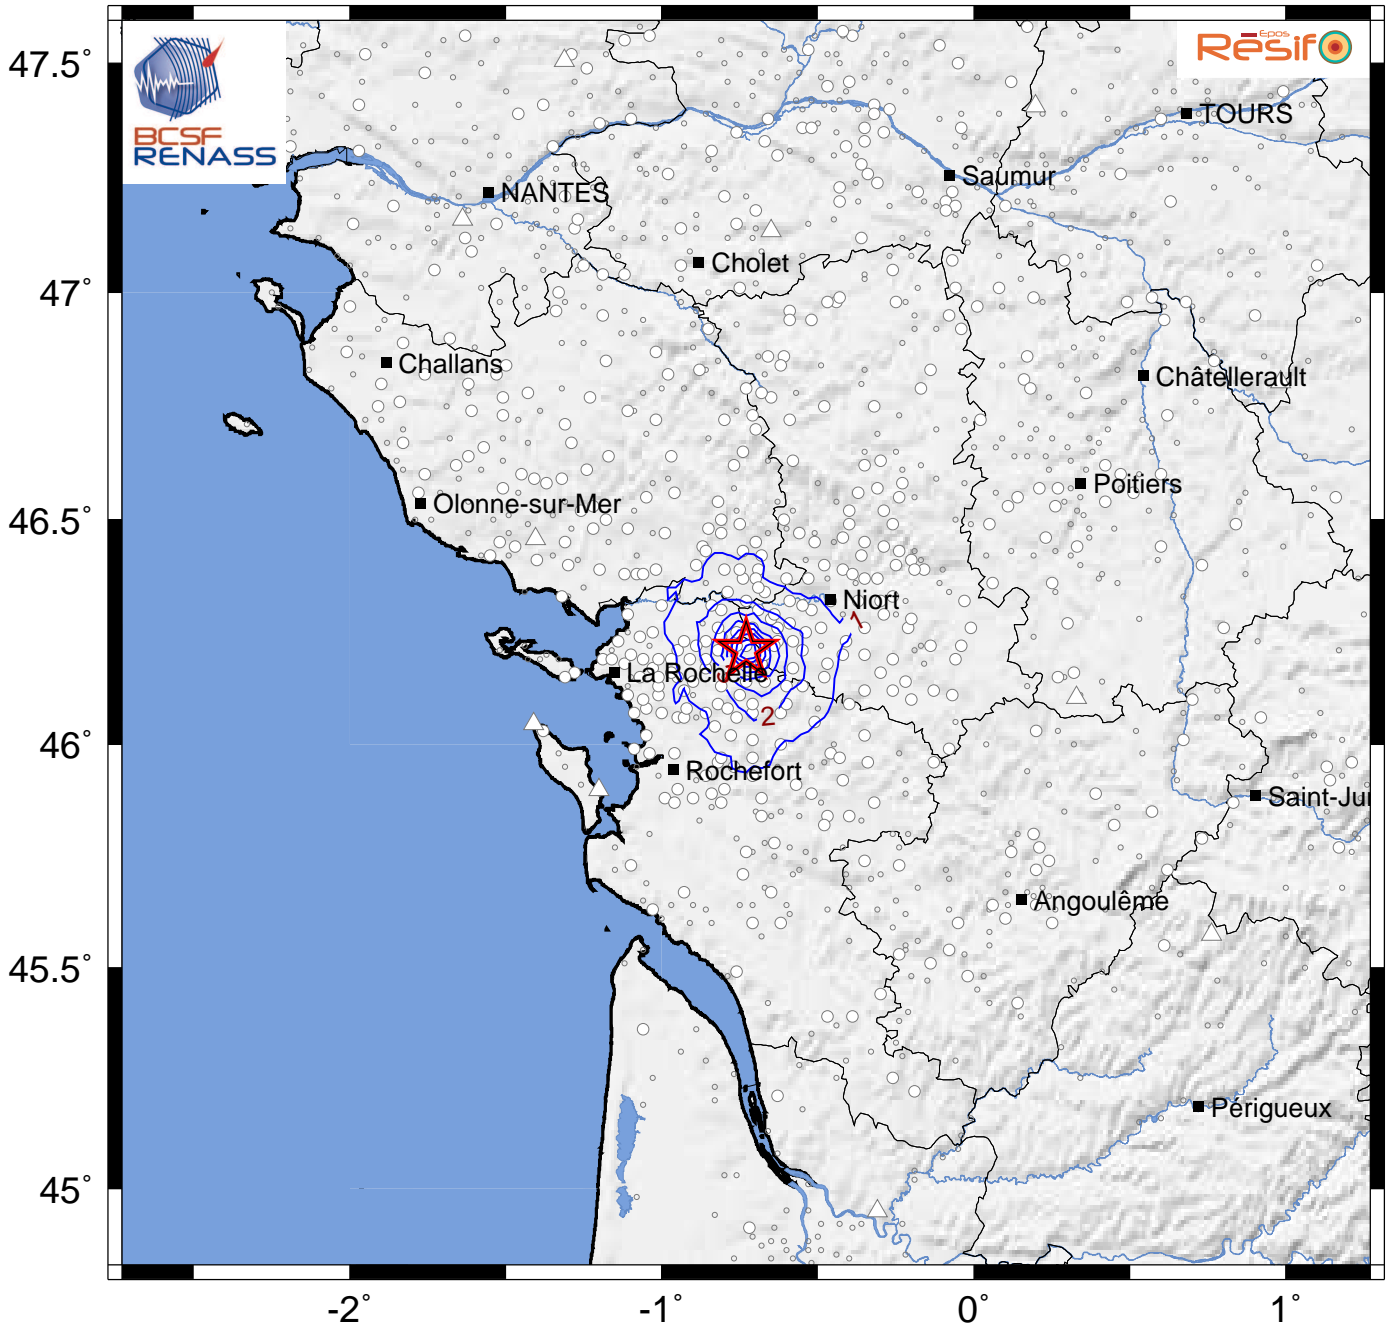 47.5°
BCSF
RENASS
Epos
Résif
TOURS
Saumur
NANTES
Cholet
47°
Challans
Châtellerault
Poitiers
Olonne-sur-Mer
46.5°
Niort
1
La Rochelle
2
46°
Rochefort
Saint-Jun
Angoulême
45.5°
Périgueux
45°
-2°
-1°
0°
1°